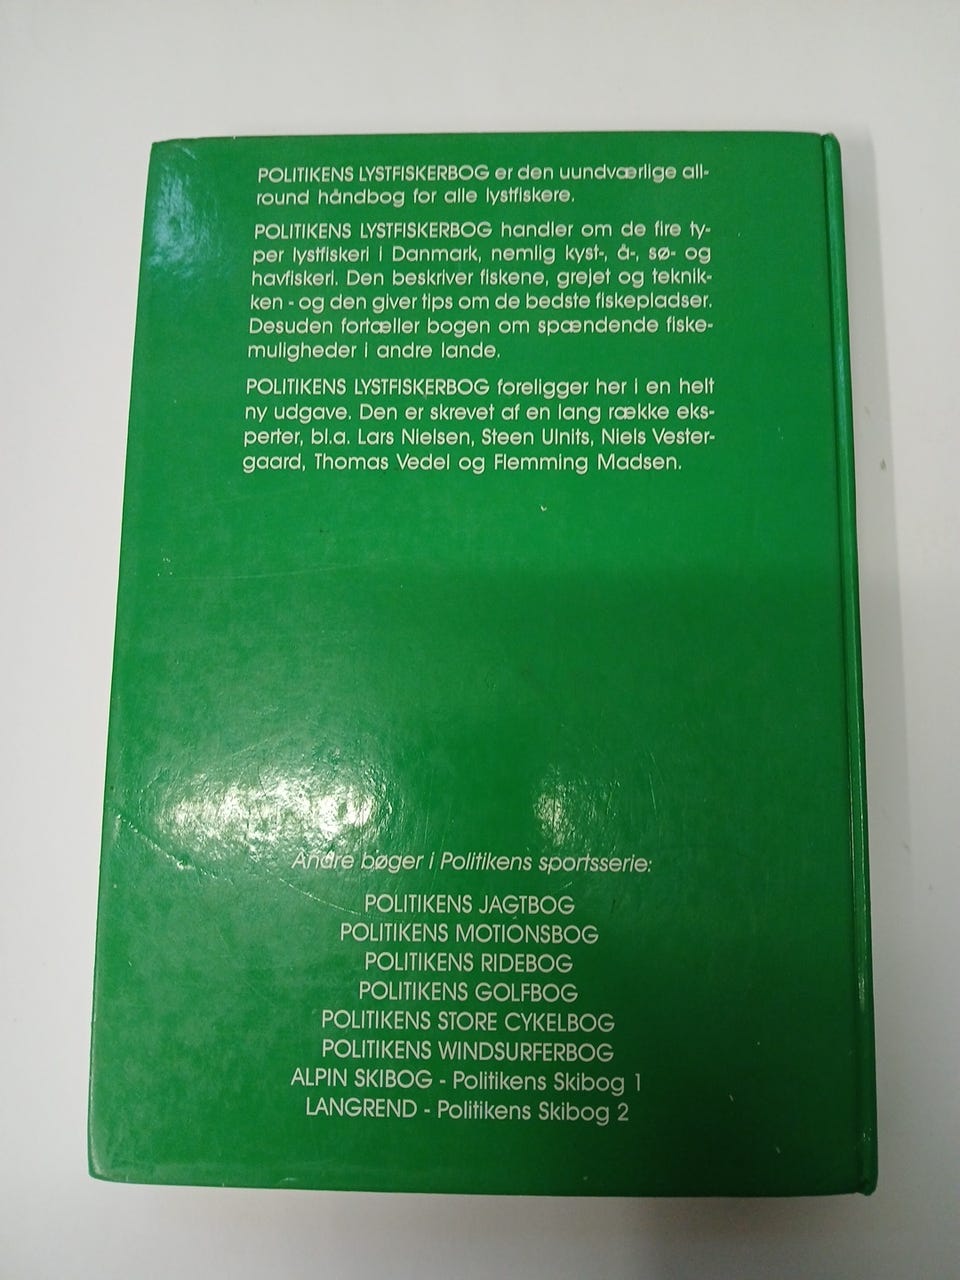 POLITIKENS LYSTFISKERBOG er den uundværlige all-
round håndbog for alle lystfiskere.
POLITIKENS LYSTFISKERBOG handler om de fire ty-
per lystfiskeri i Danmark, nemlig kyst-, å-, sø- og
havfiskeri. Den beskriver fiskene, grejet og teknik-
ken - og den giver tips om de bedste fiskepladser.
Desuden fortæller bogen om spændende fiske-
muligheder i andre lande.
POLITIKENS LYSTFISKERBOG foreligger her i en helt
ny udgave. Den er skrevet af en lang række eks-
perter, bl.a. Lars Nielsen, Steen Ulnits, Niels Vester-
gaard, Thomas Vedel og Flemming Madsen.
Andre bøger i Politikens sportsserie:
POLITIKENS JAGTBOG
POLITIKENS MOTIONSBOG
POLITIKENS RIDEBOG
POLITIKENS GOLFBOG
POLITIKENS STORE CYKELBOG
POLITIKENS WINDSURFERBOG
ALPIN SKIBOG - Politikens Skibog 1
LANGREND - Politikens Skibog 2